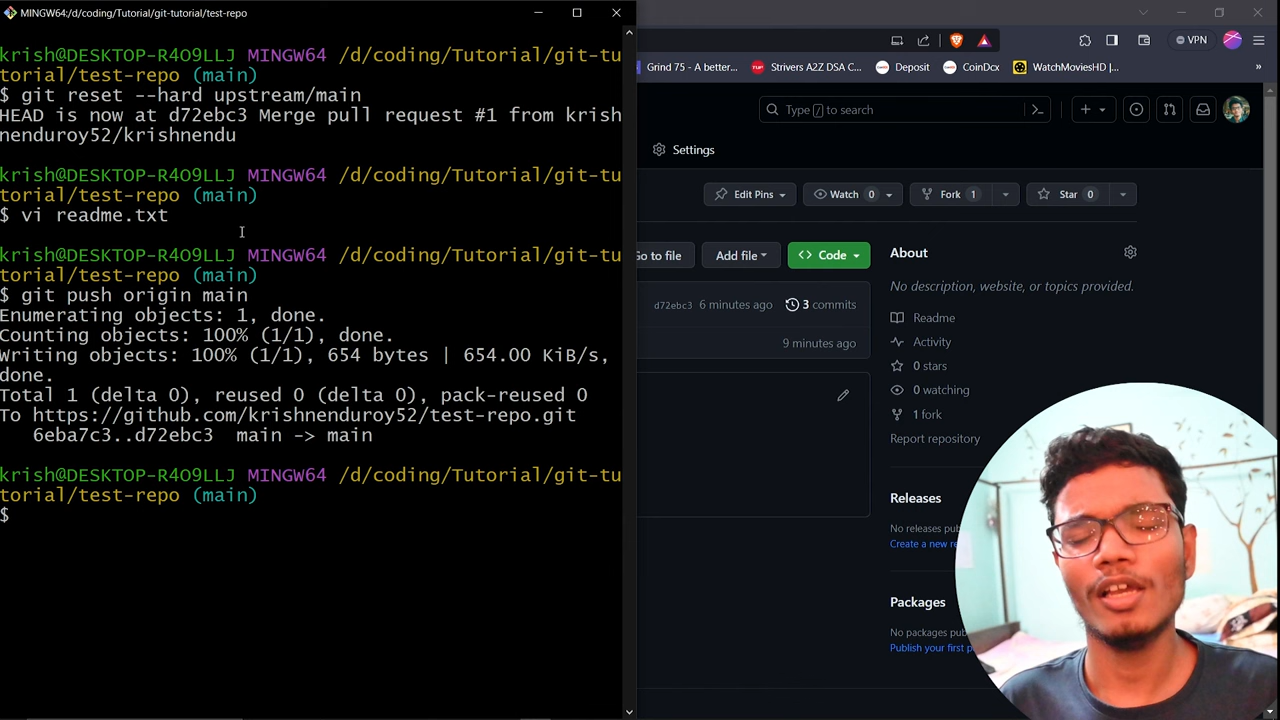 MINGW64:/d/coding/Tutorial/git-tutorial/test-repo
krish@DESKTOP-R4O9LLJ MINGW64 /d/coding/Tutorial/git-tu
torial/test-repo (main)
$ git reset --hard upstream/main
HEAD is now at d72ebc3 Merge pull request #1 from krish
nenduroy52/krishnendu
krish@DESKTOP-R4O9LLJ MINGW64 /d/coding/Tutorial/git-tu
torial/test-repo (main)
$ vi readme.txt
krish@DESKTOP-R4O9LLJ MINGW64 /d/coding/Tutorial/git-tu
torial/test-repo (main)
$ git push origin main
Enumerating objects: 1, done.
Counting objects: 100% (1/1), done.
Writing objects: 100% (1/1), 654 bytes | 654.00 KiB/s,
done.
Total 1 (delta 0), reused 0 (delta 0), pack-reused 0
To https://github.com/krishnenduroy52/test-repo.git
6eba7c3..d72ebc3 main -> main
krish@DESKTOP-R4O9LLJ MINGW64 /d/coding/Tutorial/git-tu
torial/test-repo (main)
$
VPN
Grind 75 - A better... Strivers A2Z DSA C... Deposit CoinDcx WatchMoviesHD |... »
Type / to search
Settings
Edit Pins Watch 0 Fork 1 Star 0
Go to file Add file <> Code
d72ebc3 6 minutes ago 3 commits
9 minutes ago
About
No description, website, or topics provided.
Readme
Activity
0 stars
0 watching
1 fork
Report repository
Releases
No releases pub
Create a new re
Packages
No packages pub
Publish your first p